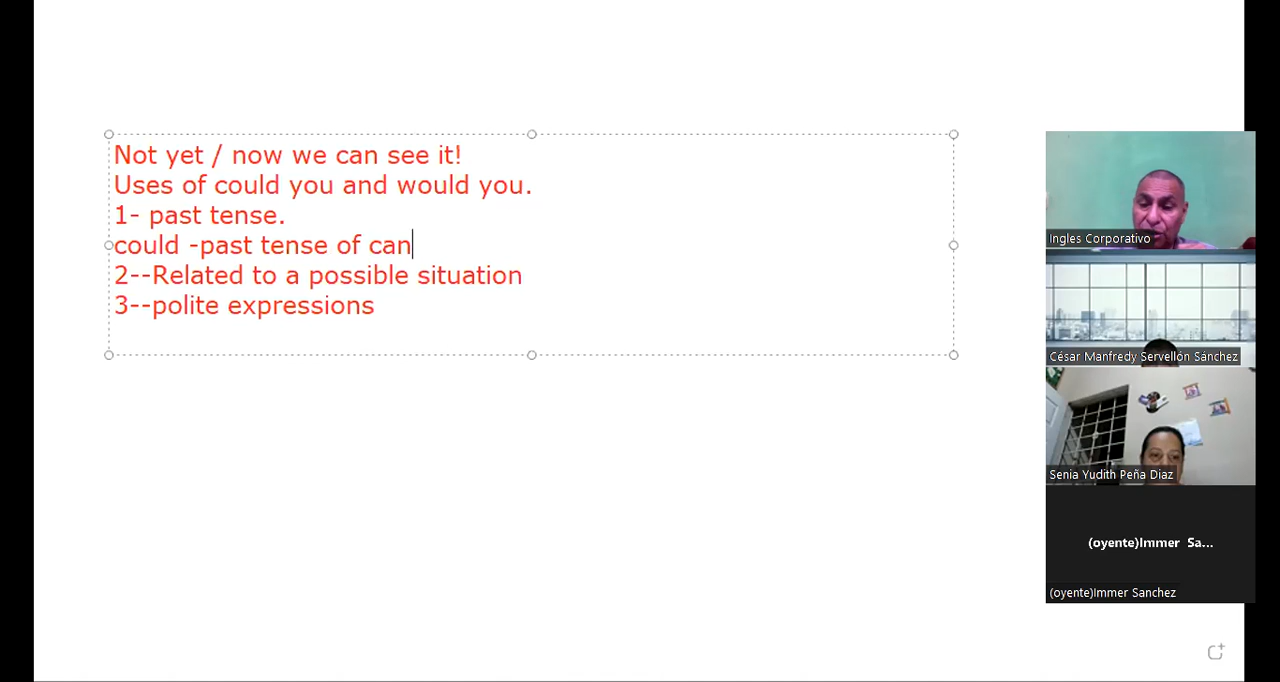 Not yet / now we can see it!
Uses of could you and would you.
1- past tense.
could -past tense of can
2--Related to a possible situation
3--polite expressions
Ingles Corporativo
César Manfredy Servellón Sánchez
Senia Yudith Peña Diaz
(oyente)Immer Sa...
(oyente)Immer Sanchez